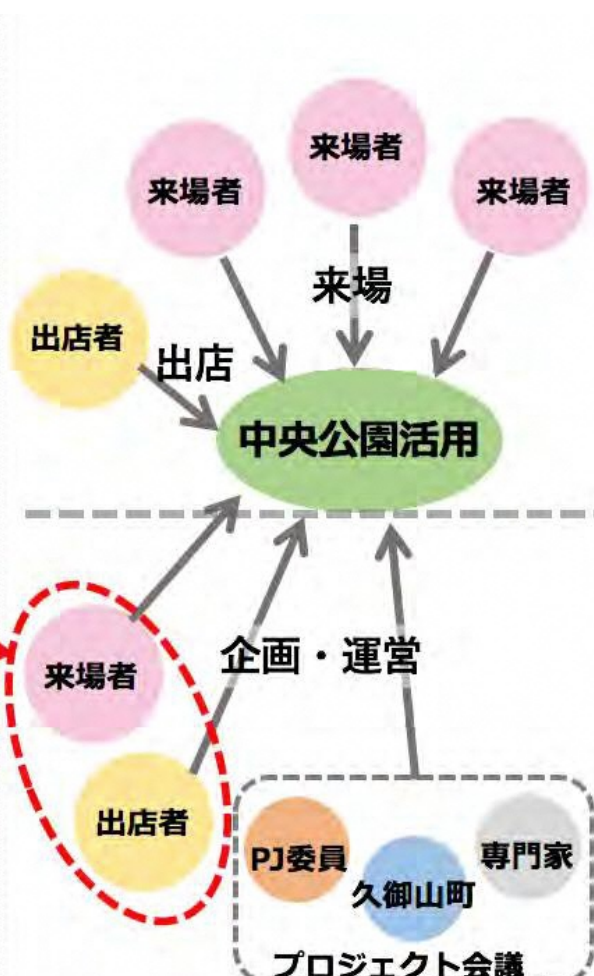 来場者
来場者
来場者
来場
出店者
出店
中央公園活用
来場者
企画・運営
出店者
PJ委員
久御山町
専門家
プロジェクト会議